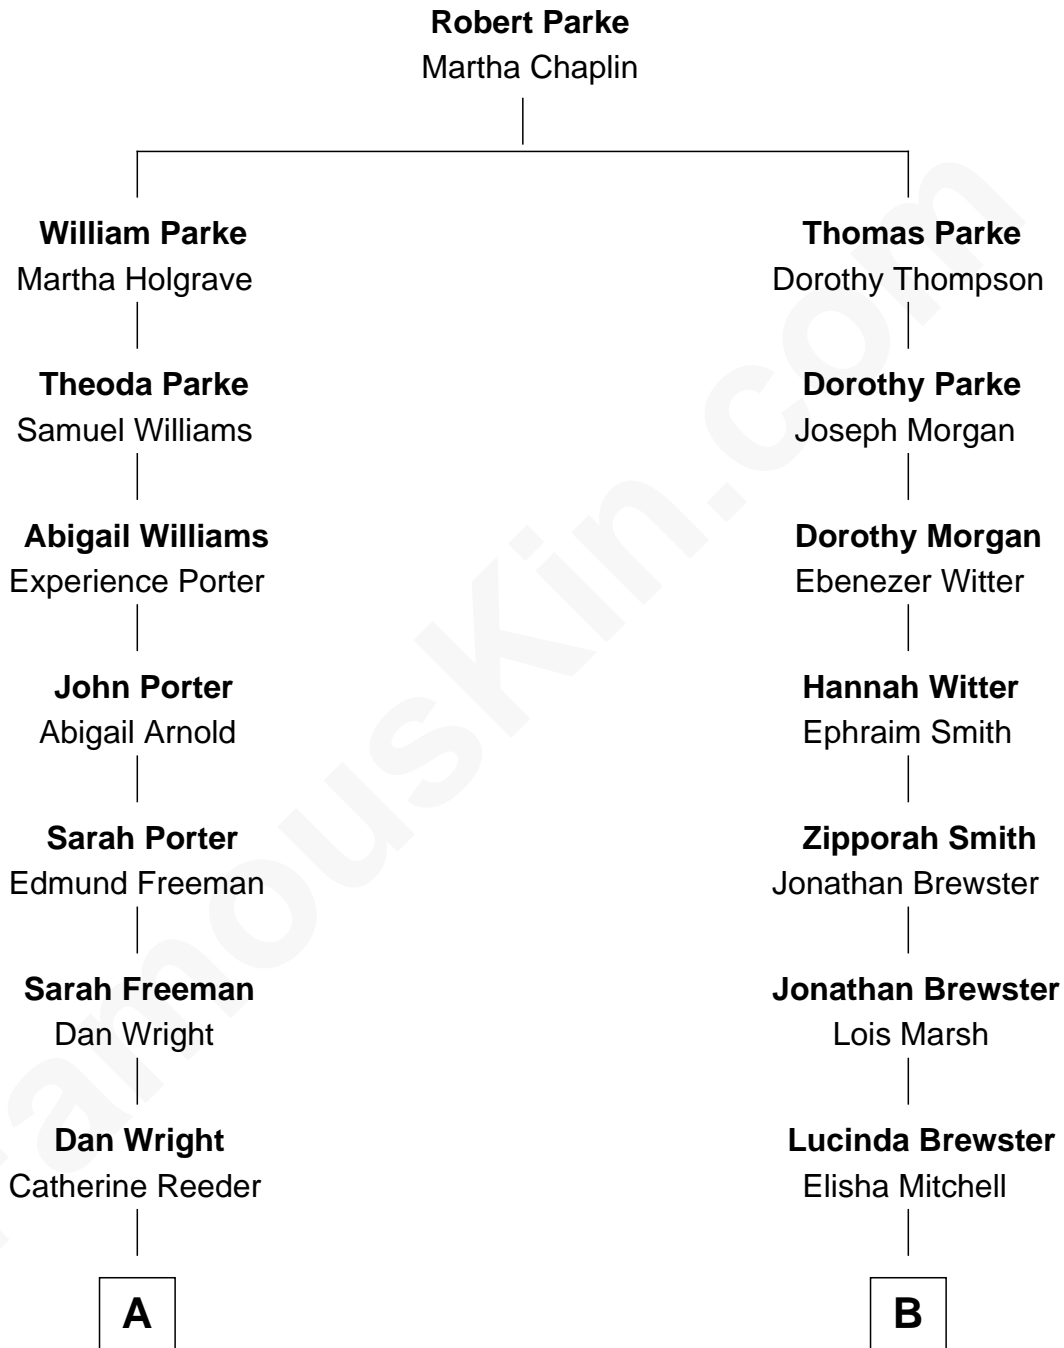 Robert Parke
Martha Chaplin
William Parke
Martha Holgrave
Thomas Parke
Dorothy Thompson
Theoda Parke
Samuel Williams
Dorothy Parke
Joseph Morgan
Abigail Williams
Experience Porter
Dorothy Morgan
Ebenezer Witter
John Porter
Abigail Arnold
Hannah Witter
Ephraim Smith
Sarah Porter
Edmund Freeman
Zipporah Smith
Jonathan Brewster
Sarah Freeman
Dan Wright
Jonathan Brewster
Lois Marsh
Dan Wright
Catherine Reeder
Lucinda Brewster
Elisha Mitchell
A
B
FamousKin.com